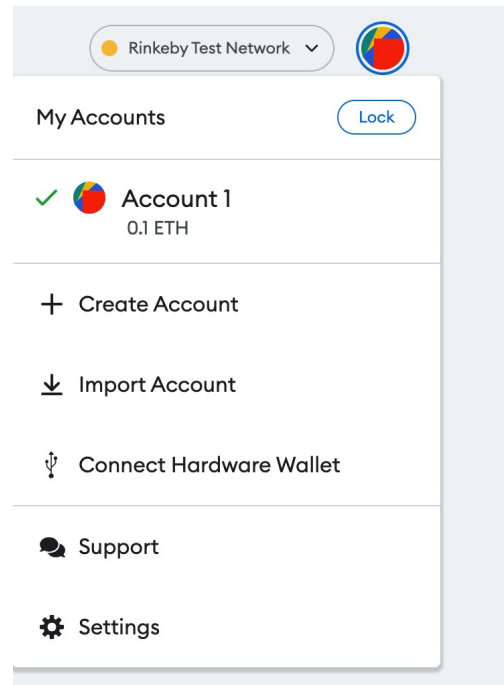 Rinkeby Test Network
My Accounts
Lock
Account 1
0.1 ETH
Create Account
Import Account
Connect Hardware Wallet
Support
Settings